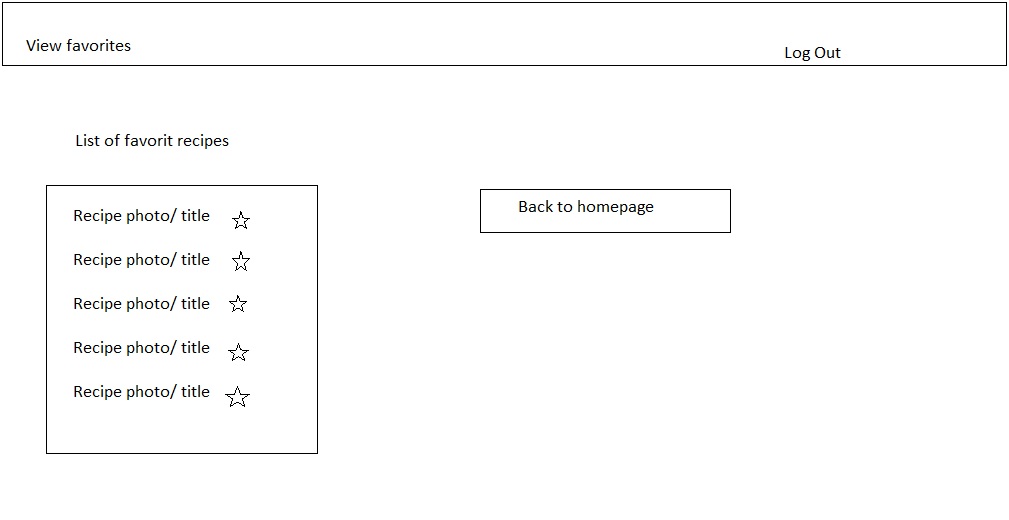 View favorites
Log Out
List of favorit recipes
Recipe photo/ title
Recipe photo/ title
Recipe photo/ title
Recipe photo/ title
Recipe photo/ title
Back to homepage